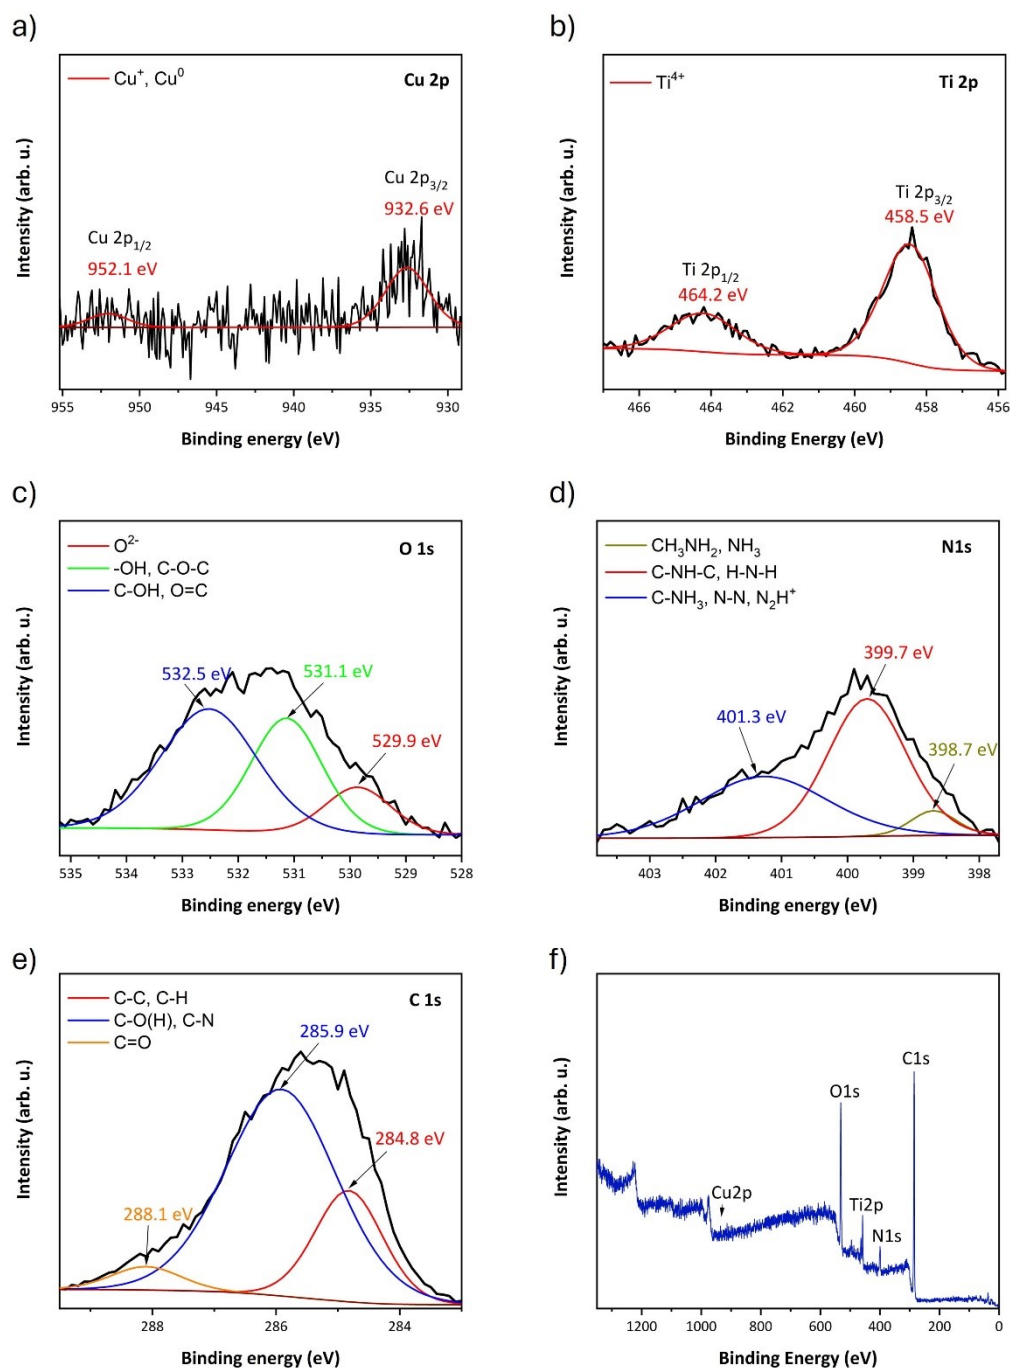 a)
Cu⁺, Cu⁰
Cu 2p
Cu 2p₃/₂
932.6 eV
Cu 2p₁/₂
952.1 eV
Intensity (arb. u.)
955 950 945 940 935 930
Binding energy (eV)
b)
Ti⁴⁺
Ti 2p
Ti 2p₃/₂
458.5 eV
Ti 2p₁/₂
464.2 eV
Intensity (arb. u.)
466 464 462 460 458 456
Binding Energy (eV)
c)
O²⁻
O 1s
-OH, C-O-C
C-OH, O=C
532.5 eV
531.1 eV
529.9 eV
Intensity (arb. u.)
535 534 533 532 531 530 529 528
Binding energy (eV)
d)
CH₃NH₂, NH₃
N1s
C-NH-C, H-N-H
C-NH₃, N-N, N₂H⁺
399.7 eV
401.3 eV
398.7 eV
Intensity (arb. u.)
403 402 401 400 399 398
Binding energy (eV)
e)
C-C, C-H
C 1s
C-O(H), C-N
C=O
285.9 eV
284.8 eV
288.1 eV
Intensity (arb. u.)
288 286 284
Binding energy (eV)
f)
C1s
O1s
Cu2p
Ti2p
N1s
Intensity (arb. u.)
1200 1000 800 600 400 200 0
Binding Energy (eV)